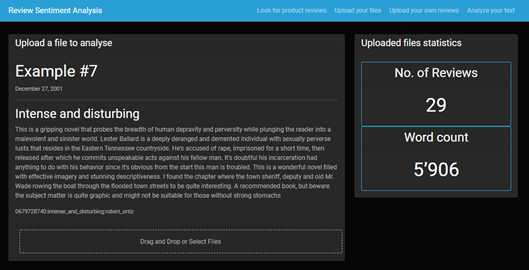 Review Sentiment Analysis
Look for product reviews
Upload your files
Upload your own reviews
Analyze your text
Upload a file to analyse
Example #7
December 27, 2001
Intense and disturbing
This is a gripping novel that probes the breadth of human depravity and perversity while plunging the reader into a
malevolent and sinister world. Lester Ballard is a deeply deranged and demented individual with sexually perverse
lusts that resides in the Eastern Tennessee countryside. He's accused of rape, imprisoned for a short time, then
released after which he commits unspeakable acts against his fellow man. It's doubtful his incarceration had
anything to do with his behavior since it's obvious from the start this man is troubled. This is a wonderful novel filled
with effective imagery and stunning descriptiveness. I found the chapter where the town sheriff, deputy and old Mr.
Wade rowing the boat through the flooded town streets to be quite interesting. A recommended book, but beware
the subject matter is quite graphic and might not be suitable for those without strong stomachs
0679728740:intense_and_disturbing:robert_ortiz
Drag and Drop or Select Files
Uploaded files statistics
No. of Reviews
29
Word count
5’906